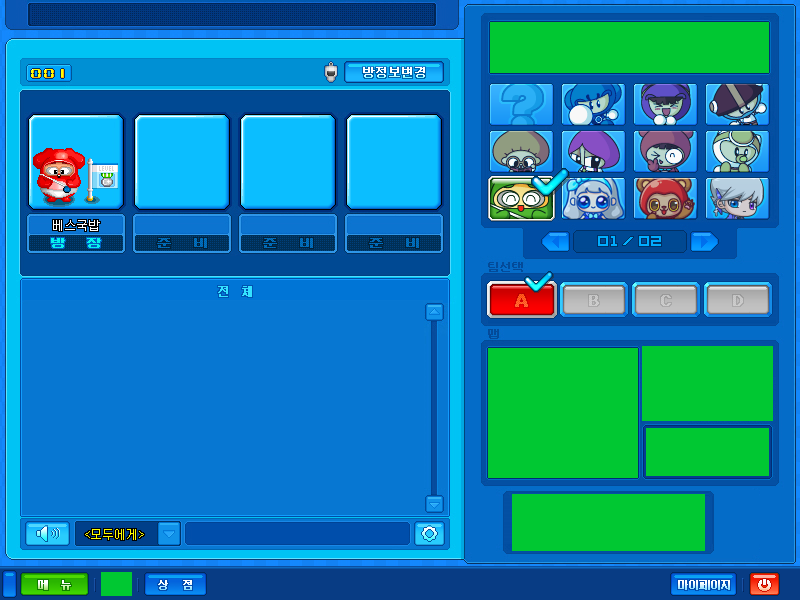 001
방정보변경
LEVEL
베스국밥
방 장
준 비
준 비
준 비
전 체
<모두에게>
01 / 02
팀선택
A
B
C
D
맵
메 뉴
상 점
마이페이지